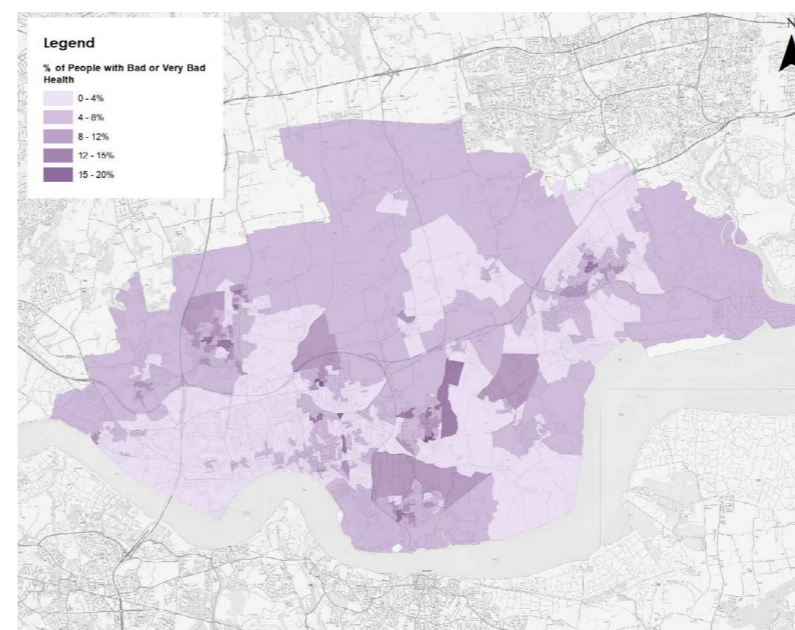 Legend
% of People with Bad or Very Bad
Health
0 - 4%
4 - 8%
8 - 12%
12 - 15%
15 - 20%
N